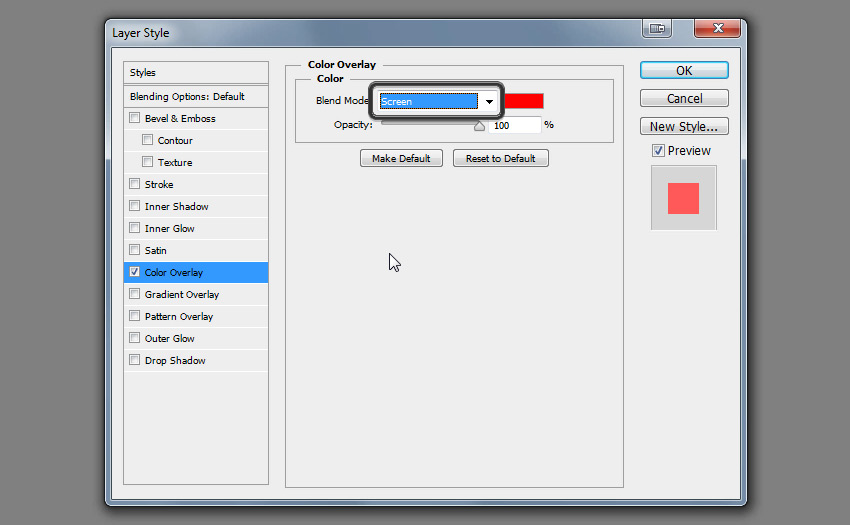 Layer Style
Styles
Blending Options: Default
Bevel & Emboss
Contour
Texture
Stroke
Inner Shadow
Inner Glow
Satin
Color Overlay
Gradient Overlay
Pattern Overlay
Outer Glow
Drop Shadow
Color Overlay
Color
Blend Mode Screen
Opacity: 100 %
Make Default Reset to Default
OK
Cancel
New Style...
Preview